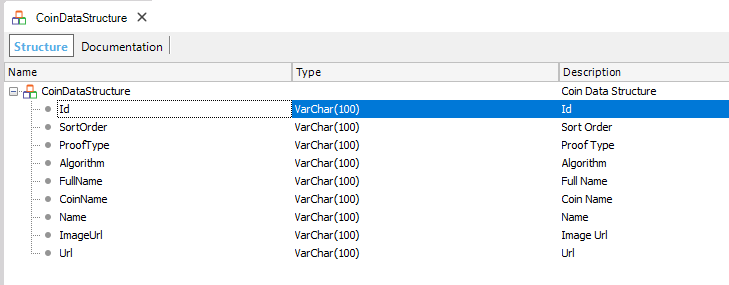 CoinDataStructure
Structure Documentation
Name Type Description
CoinDataStructure Coin Data Structure
Id VarChar(100) Id
SortOrder VarChar(100) Sort Order
ProofType VarChar(100) Proof Type
Algorithm VarChar(100) Algorithm
FullName VarChar(100) Full Name
CoinName VarChar(100) Coin Name
Name VarChar(100) Name
ImageUrl VarChar(100) Image Url
Url VarChar(100) Url